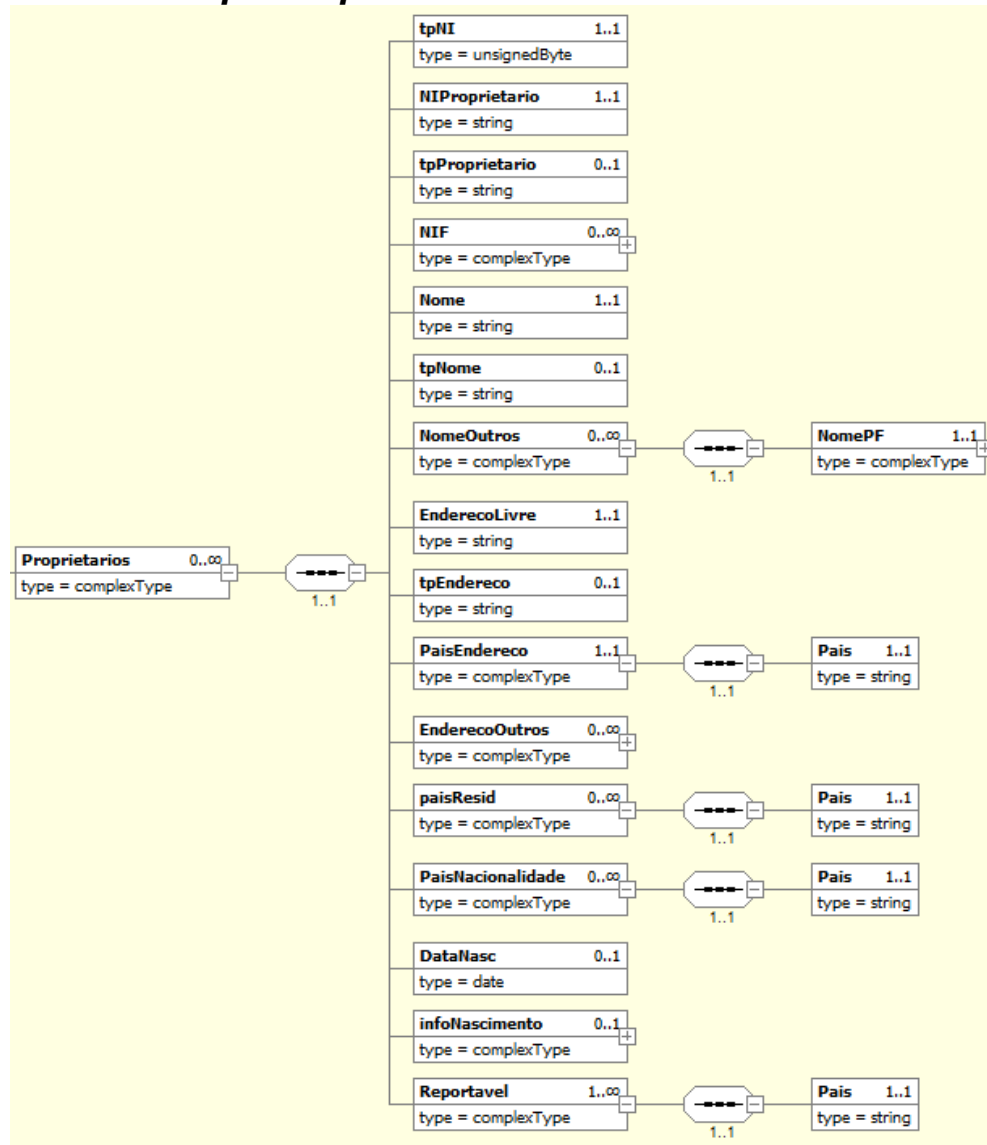 tpNI 1..1
type = unsignedByte
NIProprietario 1..1
type = string
tpProprietario 0..1
type = string
NIF 0..∞
type = complexType
Nome 1..1
type = string
tpNome 0..1
type = string
NomeOutros 0..∞
type = complexType
1..1
NomePF 1..1
type = complexType
EnderecoLivre 1..1
type = string
Proprietarios 0..∞
type = complexType
1..1
tpEndereco 0..1
type = string
PaisEndereco 1..1
type = complexType
1..1
Pais 1..1
type = string
EnderecoOutros 0..∞
type = complexType
paisResid 0..∞
type = complexType
1..1
Pais 1..1
type = string
PaisNacionalidade 0..∞
type = complexType
1..1
Pais 1..1
type = string
DataNasc 0..1
type = date
infoNascimento 0..1
type = complexType
Reportavel 1..∞
type = complexType
1..1
Pais 1..1
type = string